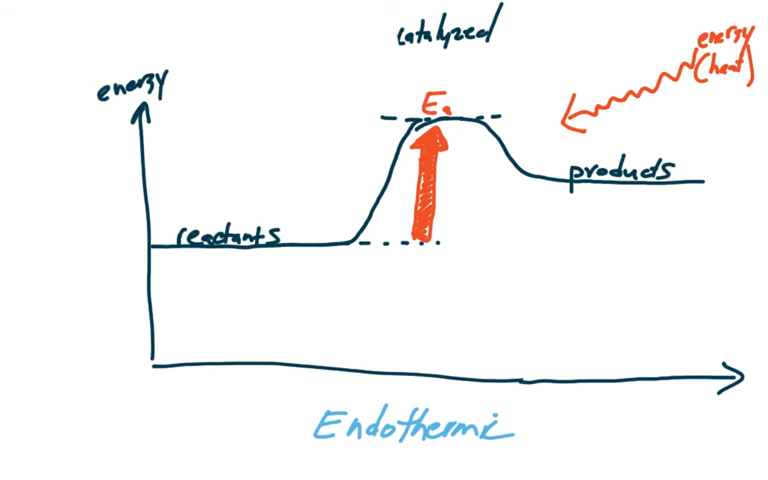 catalyzed
energy
(heat)
energy
Ea
products
reactants
Endothermic